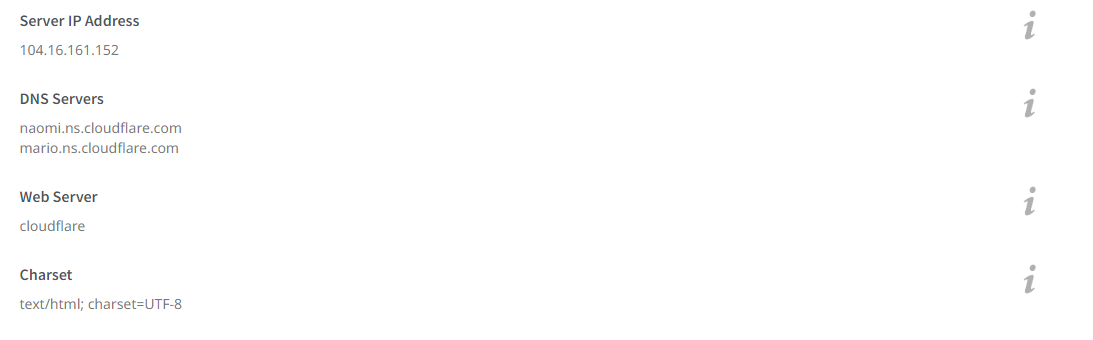 Server IP Address
104.16.161.152
DNS Servers
naomi.ns.cloudflare.com
mario.ns.cloudflare.com
Web Server
cloudflare
Charset
text/html; charset=UTF-8